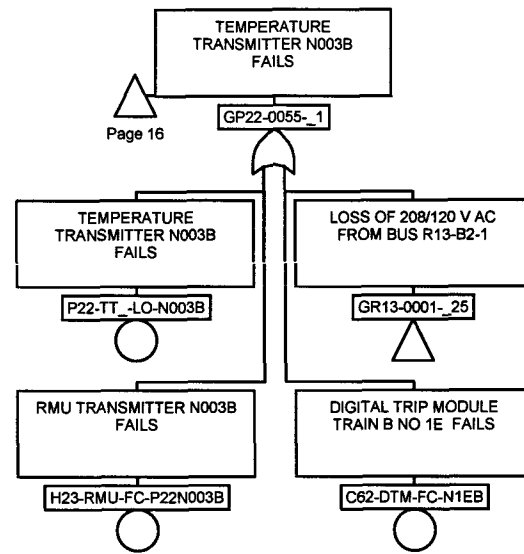 TEMPERATURE
TRANSMITTER N003B
FAILS
Page 16
GP22-0055-_1
TEMPERATURE
TRANSMITTER N003B
FAILS
P22-TT_-LO-N003B
LOSS OF 208/120 V AC
FROM BUS R13-B2-1
GR13-0001-_25
RMU TRANSMITTER N003B
FAILS
H23-RMU-FC-P22N003B
DIGITAL TRIP MODULE
TRAIN B NO 1E FAILS
C62-DTM-FC-N1EB